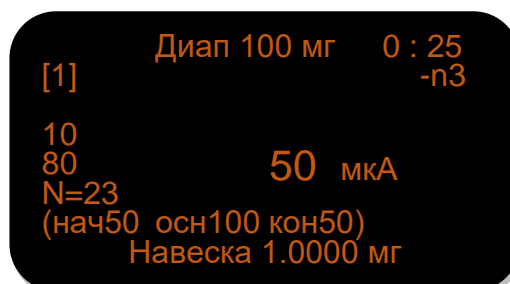 Диап 100 мг 0 : 25
[1] -n3
10
80 50 мкА
N=23
(нач50 осн100 кон50)
Навеска 1.0000 мг